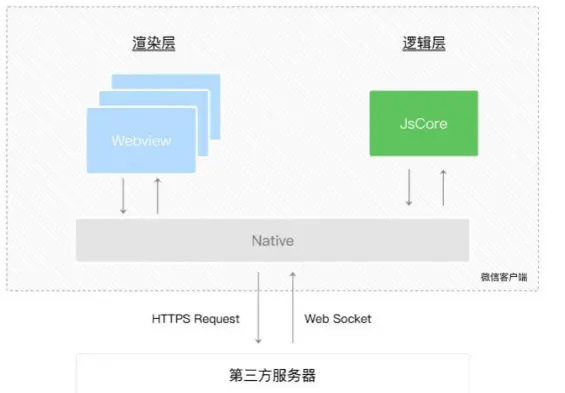 渲染层
逻辑层
Webview
JsCore
Native
微信客户端
HTTPS Request
Web Socket
第三方服务器